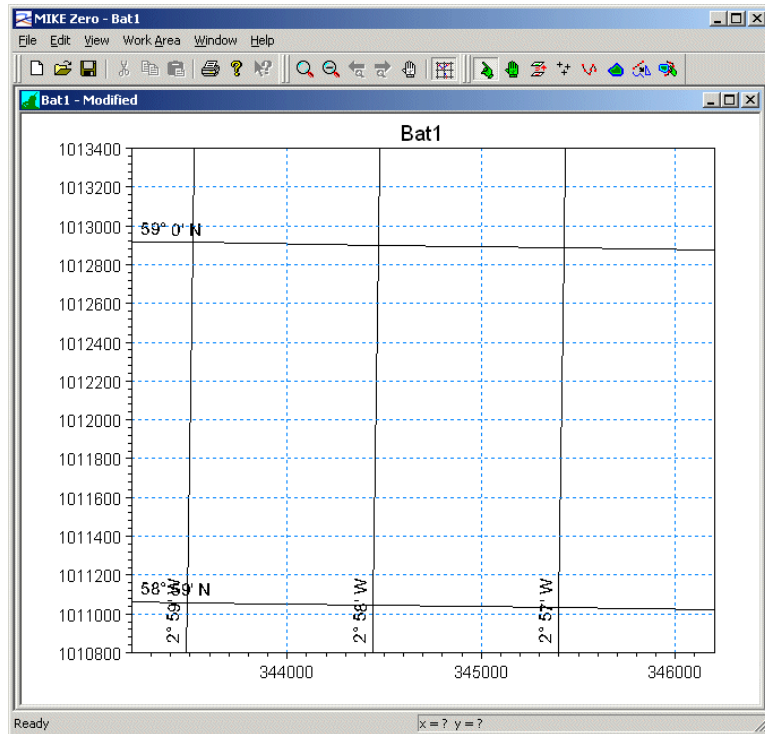 MIKE Zero - Bat1
File Edit View Work Area Window Help
Bat1 - Modified
Bat1
1013400
1013200
1013000
59° 0' N
1012800
1012600
1012400
1012200
1012000
1011800
1011600
1011400
1011200
58° 59' N
1011000
1010800
2° 59' W
2° 58' W
2° 57' W
344000 345000 346000
Ready x = ? y = ?